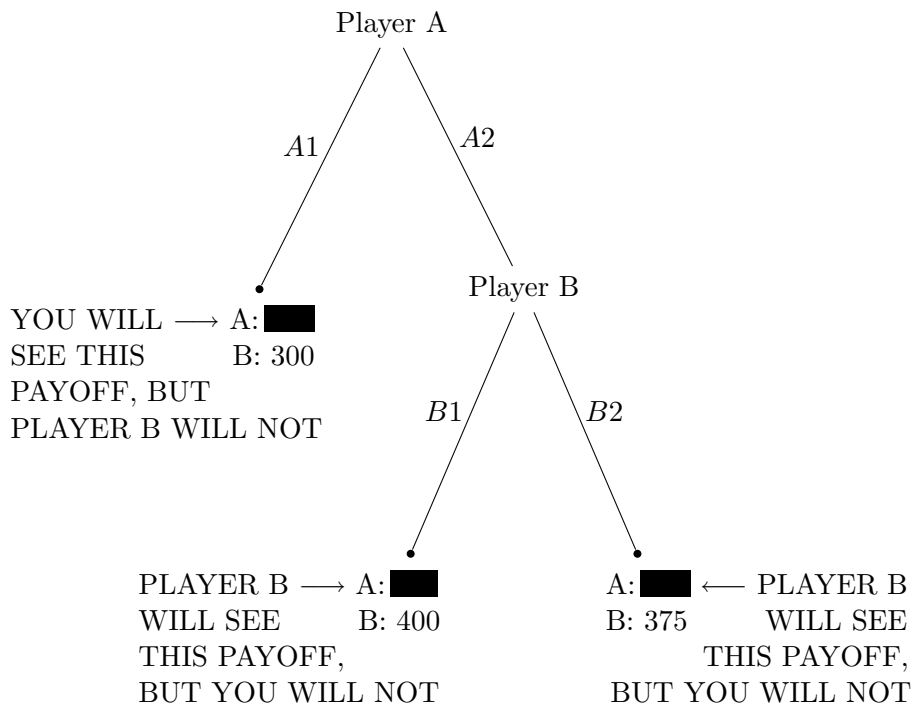 Player A
A1
A2
Player B
YOU WILL ⟶ A:
SEE THIS B: 300
PAYOFF, BUT
PLAYER B WILL NOT
B1
B2
PLAYER B ⟶ A:
WILL SEE B: 400
THIS PAYOFF,
BUT YOU WILL NOT
A: ⟵ PLAYER B
B: 375 WILL SEE
THIS PAYOFF,
BUT YOU WILL NOT